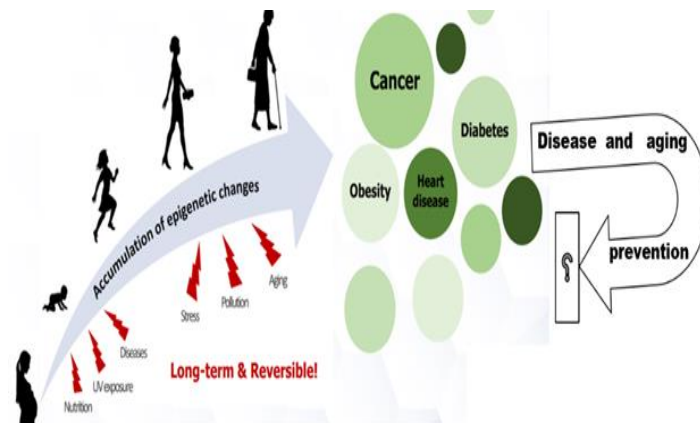 Accumulation of epigenetic changes
Nutrition
UV exposure
Diseases
Stress
Pollution
Aging
Long-term & Reversible!
Cancer
Diabetes
Obesity
Heart
disease
Disease and aging
prevention
?